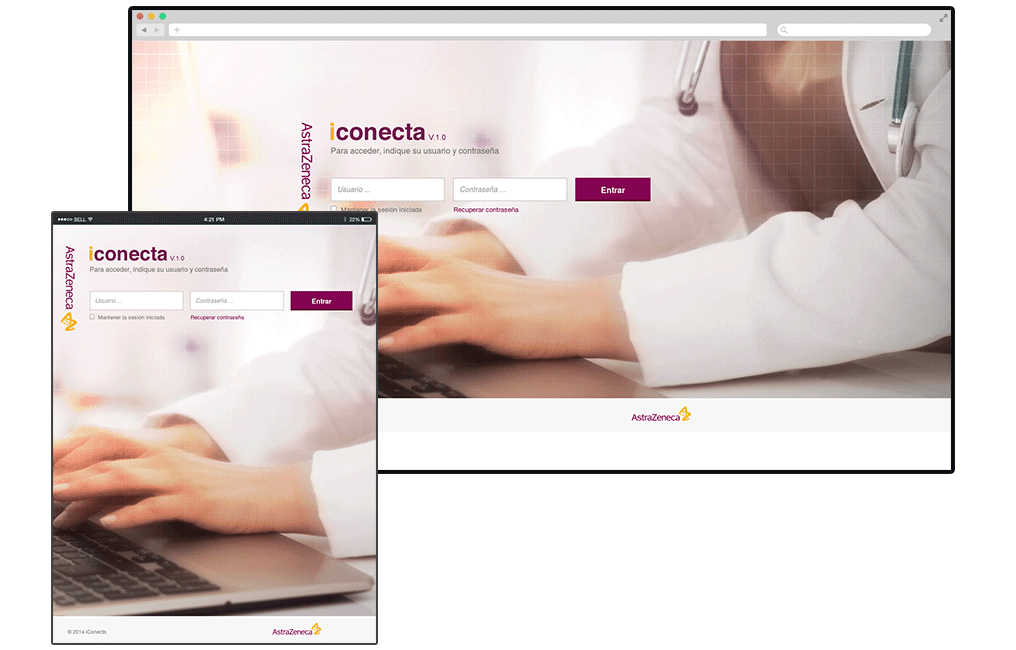 AstraZeneca
iconecta V.1.0
Para acceder, indique su usuario y contraseña
Usuario ...
Contraseña ...
Entrar
Mantener la sesión iniciada
Recuperar contraseña
AstraZeneca
BELL
4:21 PM
22%
AstraZeneca
iconecta V.1.0
Para acceder, indique su usuario y contraseña
Usuario ...
Contraseña ...
Entrar
Mantener la sesión iniciada
Recuperar contraseña
© 2014 iConecta
AstraZeneca